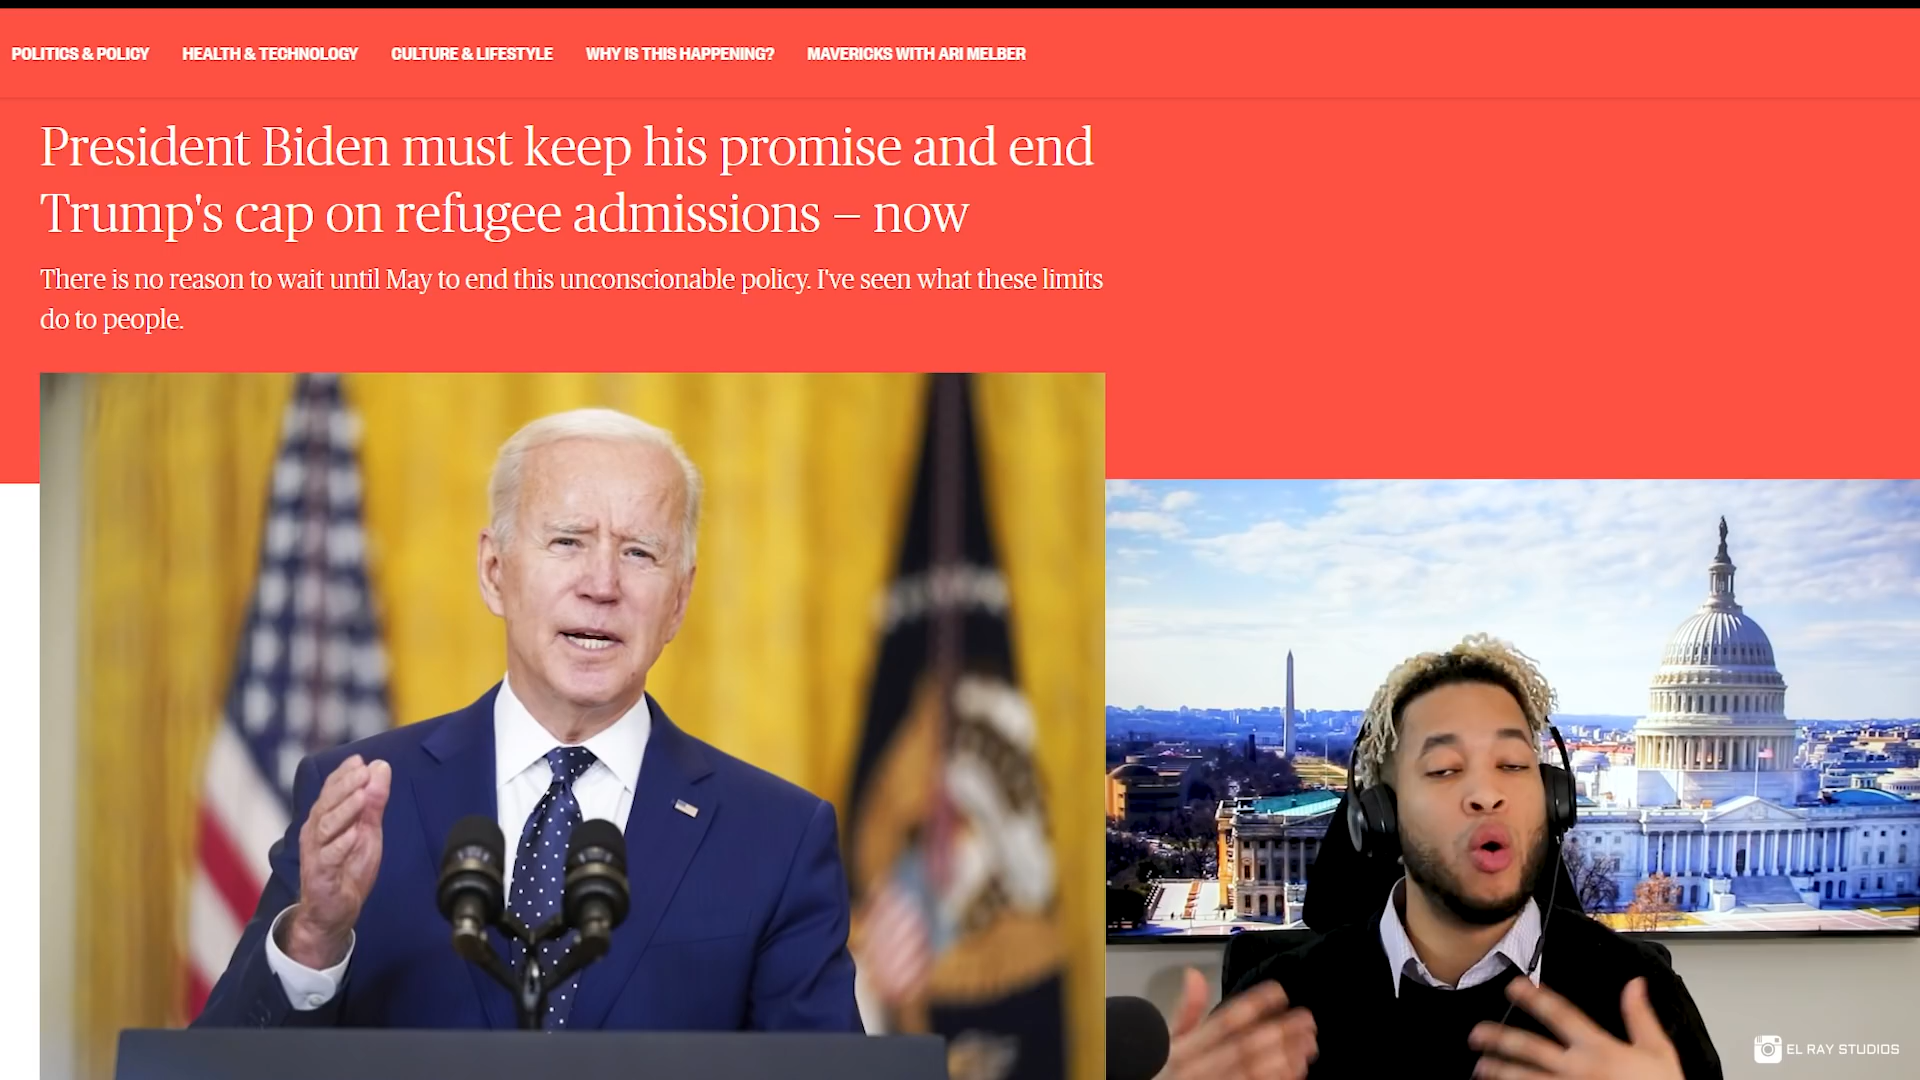 POLITICS & POLICY HEALTH & TECHNOLOGY CULTURE & LIFESTYLE WHY IS THIS HAPPENING? MAVERICKS WITH ARI MELBER
President Biden must keep his promise and end
Trump's cap on refugee admissions – now
There is no reason to wait until May to end this unconscionable policy. I've seen what these limits
do to people.
EL RAY STUDIOS